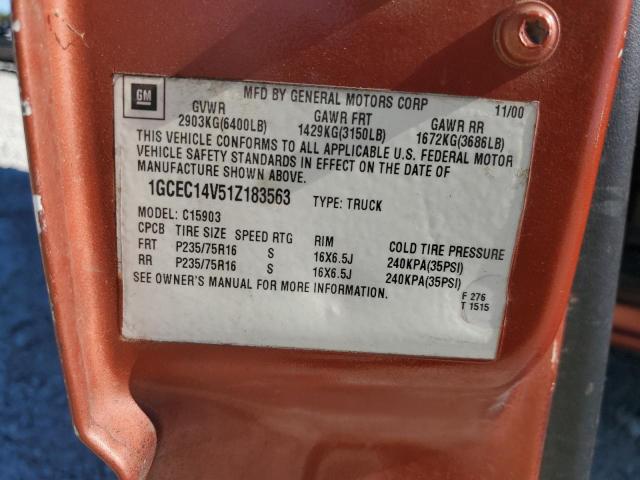 GM
MFD BY GENERAL MOTORS CORP 11/00
GVWR GAWR FRT GAWR RR
2903KG(6400LB) 1429KG(3150LB) 1672KG(3686LB)
THIS VEHICLE CONFORMS TO ALL APPLICABLE U.S. FEDERAL MOTOR
VEHICLE SAFETY STANDARDS IN EFFECT ON THE DATE OF
MANUFACTURE SHOWN ABOVE.
1GCEC14V51Z183563 TYPE: TRUCK
MODEL: C15903
CPCB TIRE SIZE SPEED RTG RIM COLD TIRE PRESSURE
FRT P235/75R16 S 16X6.5J 240KPA(35PSI)
RR P235/75R16 S 16X6.5J 240KPA(35PSI)
SEE OWNER'S MANUAL FOR MORE INFORMATION.
F 276
T 1515